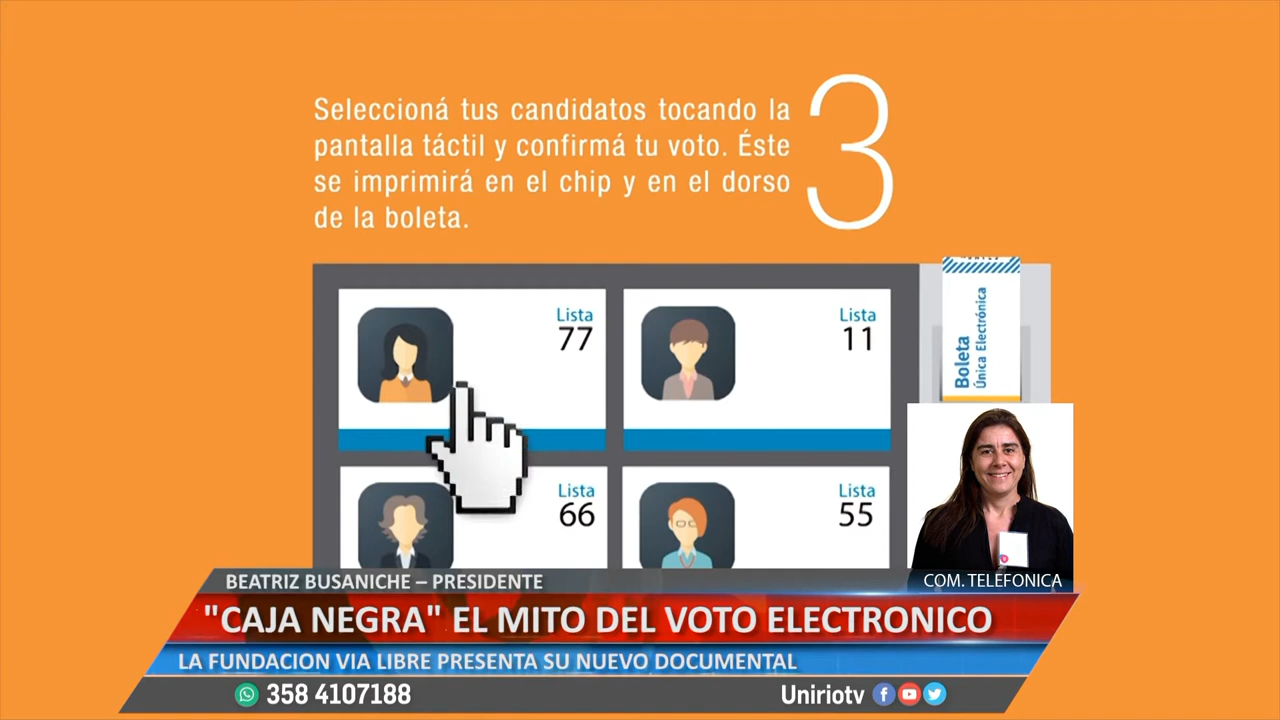 Seleccioná tus candidatos tocando la
pantalla táctil y confirmá tu voto. Éste
se imprimirá en el chip y en el dorso
de la boleta.
3
Lista
77
Lista
11
Lista
66
Lista
55
Boleta
Única Electrónica
COM. TELEFONICA
BEATRIZ BUSANICHE – PRESIDENTE
"CAJA NEGRA" EL MITO DEL VOTO ELECTRONICO
LA FUNDACION VIA LIBRE PRESENTA SU NUEVO DOCUMENTAL
358 4107188
Uniriotv